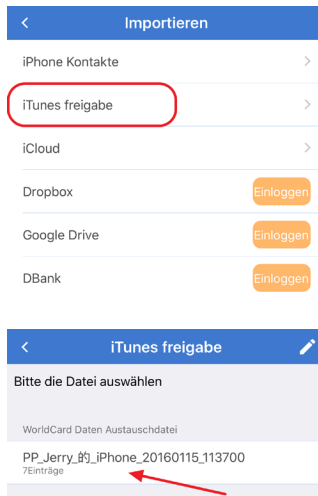 Importieren
iPhone Kontakte
iTunes freigabe
iCloud
Dropbox Einloggen
Google Drive Einloggen
DBank Einloggen
iTunes freigabe
Bitte die Datei auswählen
WorldCard Daten Austauschdatei
PP_Jerry_的_iPhone_20160115_113700
7Einträge